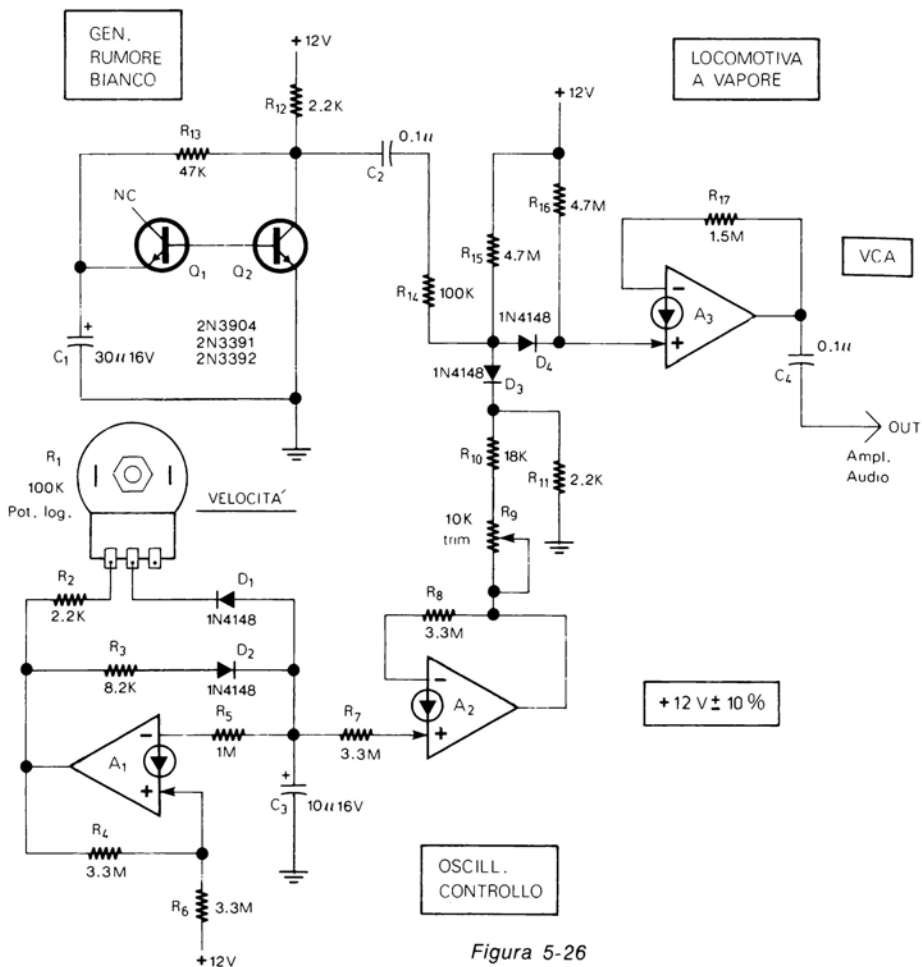 GEN.
RUMORE
BIANCO
+12V
R12
2.2K
R13
47K
0.1u
C2
NC
Q1
Q2
2N3904
2N3391
2N3392
+
C1
30u16V
LOCOMOTIVA
A VAPORE
+12V
R16
4.7M
R15
4.7M
R14
100K
1N4148
D4
1N4148
D3
R17
1.5M
VCA
-
A3
+
0.1u
C4
OUT
Ampl.
Audio
R10
18K
R11
2.2K
10K
trim
R9
R1
100K
Pot. log.
VELOCITÀ
R2
2.2K
D1
1N4148
R3
8.2K
D2
1N4148
R8
3.3M
-
A2
+
-
A1
+
R5
1M
R7
3.3M
+
C3
10u16V
R4
3.3M
R6
3.3M
+12V
+12V ± 10%
OSCILL.
CONTROLLO
Figura 5-26